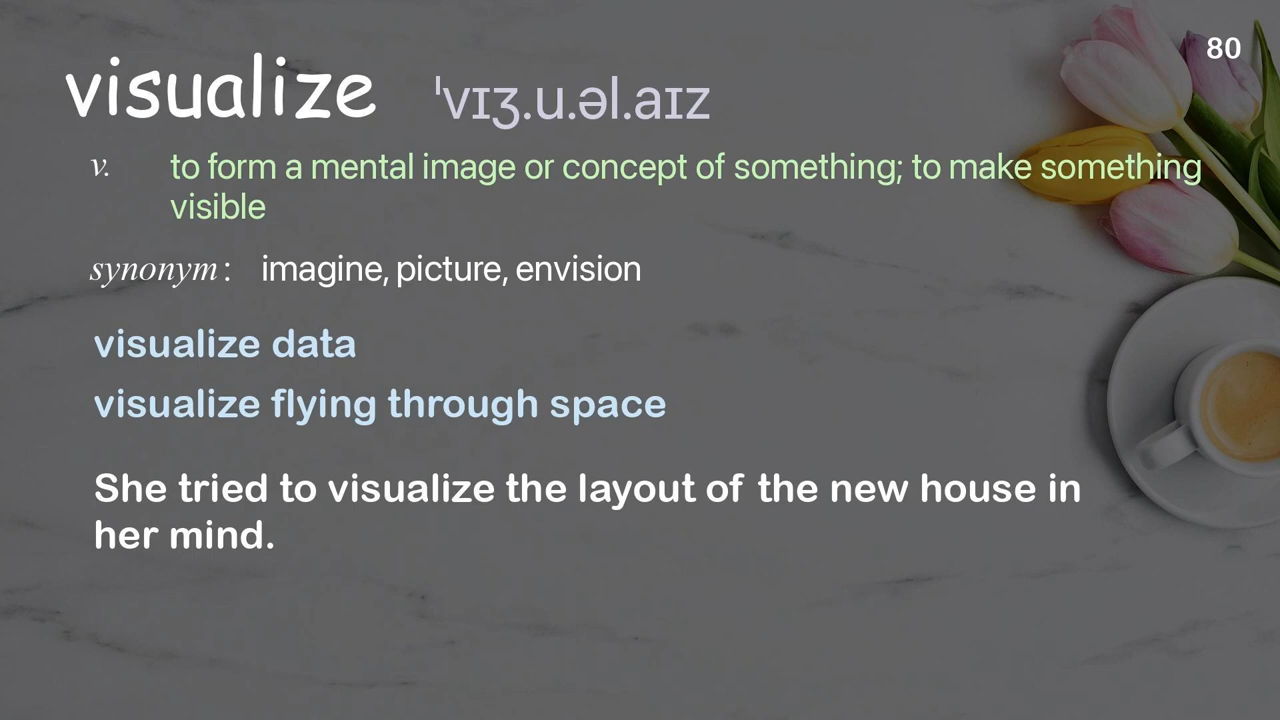 80
visualize ˈvɪʒ.u.əl.aɪz
v. to form a mental image or concept of something; to make something
visible
synonym: imagine, picture, envision
visualize data
visualize flying through space
She tried to visualize the layout of the new house in
her mind.